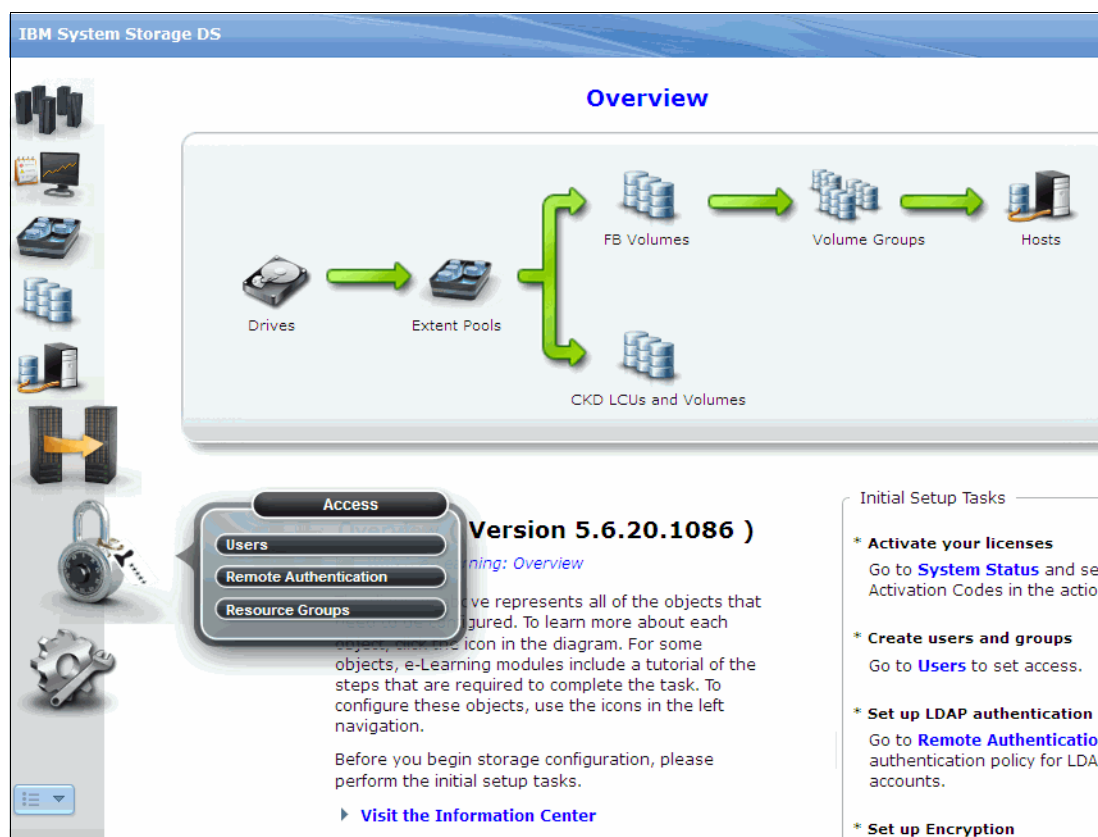 IBM System Storage DS
Overview
FB Volumes
Volume Groups
Hosts
Drives
Extent Pools
CKD LCUs and Volumes
Access
Users
Remote Authentication
Resource Groups
Version 5.6.20.1086 )
Overview
represents all of the objects that
To learn more about each
icon in the diagram. For some
objects, e-Learning modules include a tutorial of the
steps that are required to complete the task. To
configure these objects, use the icons in the left
navigation.
Before you begin storage configuration, please
perform the initial setup tasks.
Visit the Information Center
Initial Setup Tasks
* Activate your licenses
Go to System Status and se
Activation Codes in the actio
* Create users and groups
Go to Users to set access.
* Set up LDAP authentication
Go to Remote Authenticatio
authentication policy for LDA
accounts.
* Set up Encryption